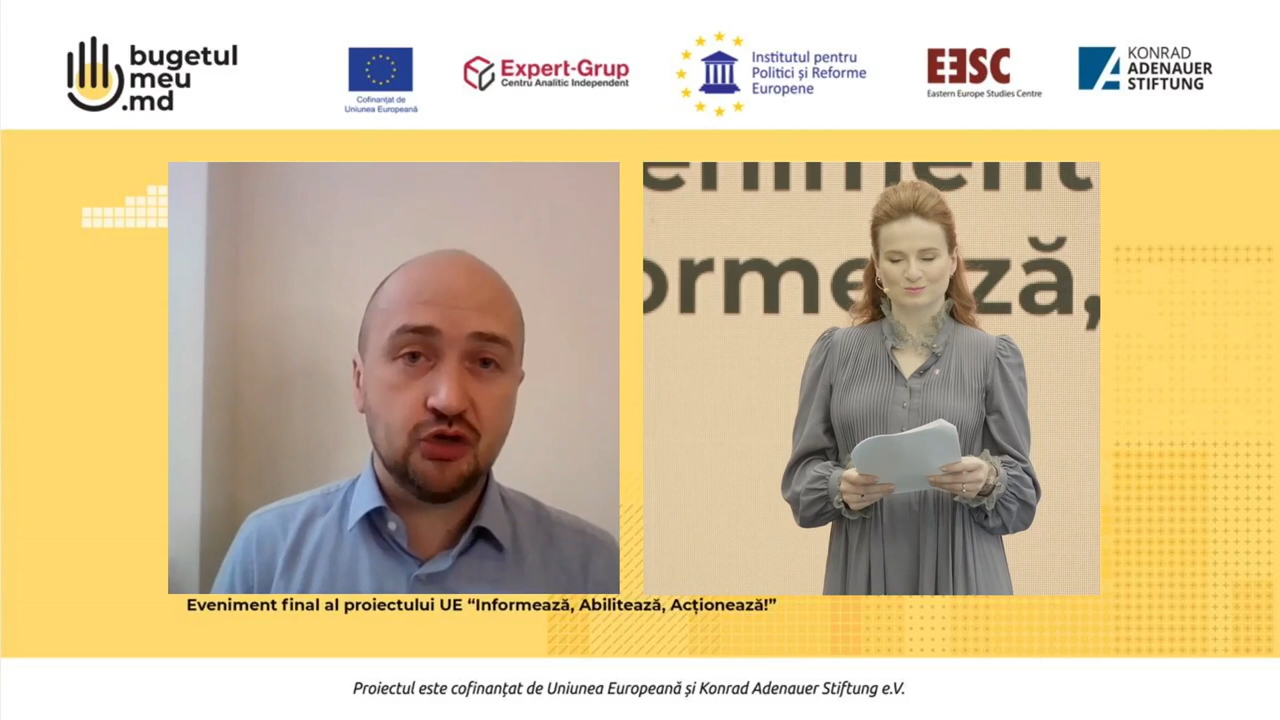 bugetul
meu
.md
Cofinanțat de
Uniunea Europeană
Expert-Grup
Centru Analitic Independent
Institutul pentru
Politici și Reforme
Europene
EESC
Eastern Europe Studies Centre
KONRAD
ADENAUER
STIFTUNG
eniment
ormează,
Eveniment final al proiectului UE “Informează, Abilitează, Acționează!”
Proiectul este cofinanțat de Uniunea Europeană și Konrad Adenauer Stiftung e.V.